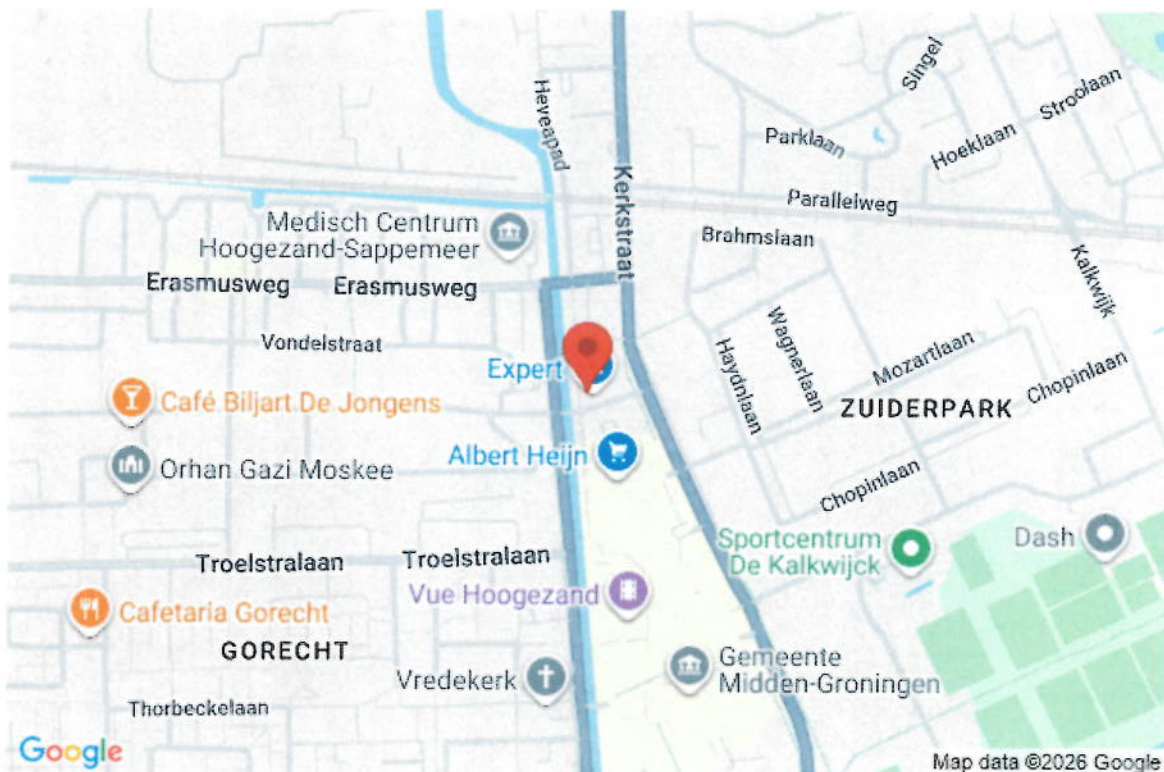 Heveapad
Kerkstraat
Singel
Stroolaan
Parklaan
Hoeklaan
Parallelweg
Medisch Centrum
Hoogezand-Sappemeer
Brahmslaan
Kalkwijk
Erasmusweg
Erasmusweg
Vondelstraat
Expert
Haydnlaan
Wagnerlaan
Mozartlaan
Chopinlaan
Café Biljart De Jongens
ZUIDERPARK
Albert Heijn
Orhan Gazi Moskee
Chopinlaan
Troelstralaan
Troelstralaan
Sportcentrum
De Kalkwijck
Dash
Vue Hoogezand
Cafetaria Gorecht
GORECHT
Vredekerk
Gemeente
Midden-Groningen
Thorbeckelaan
Google
Map data ©2026 Google